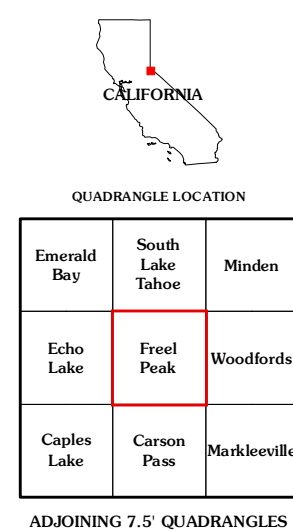 CALIFORNIA
QUADRANGLE LOCATION
Emerald
Bay
South
Lake
Tahoe
Minden
Echo
Lake
Freel
Peak
Woodfords
Caples
Lake
Carson
Pass
Markleeville
ADJOINING 7.5' QUADRANGLES